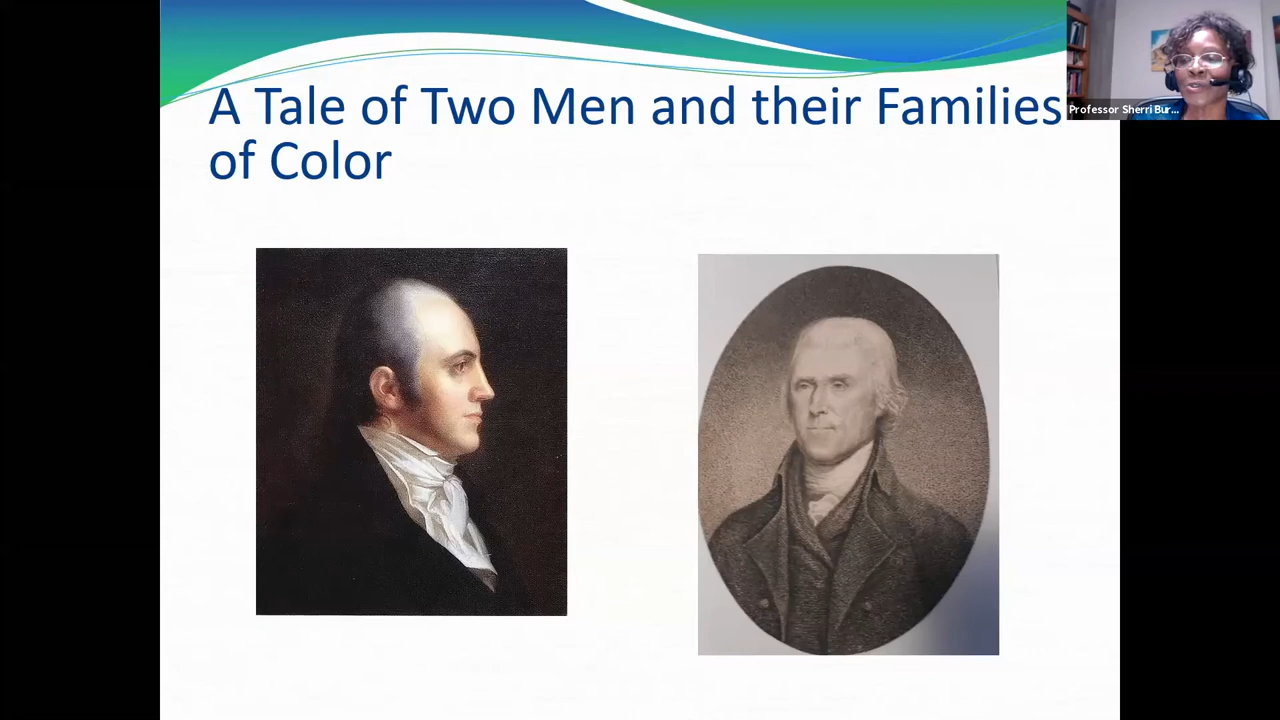 A Tale of Two Men and their Families
of Color
Professor Sherri Bur...